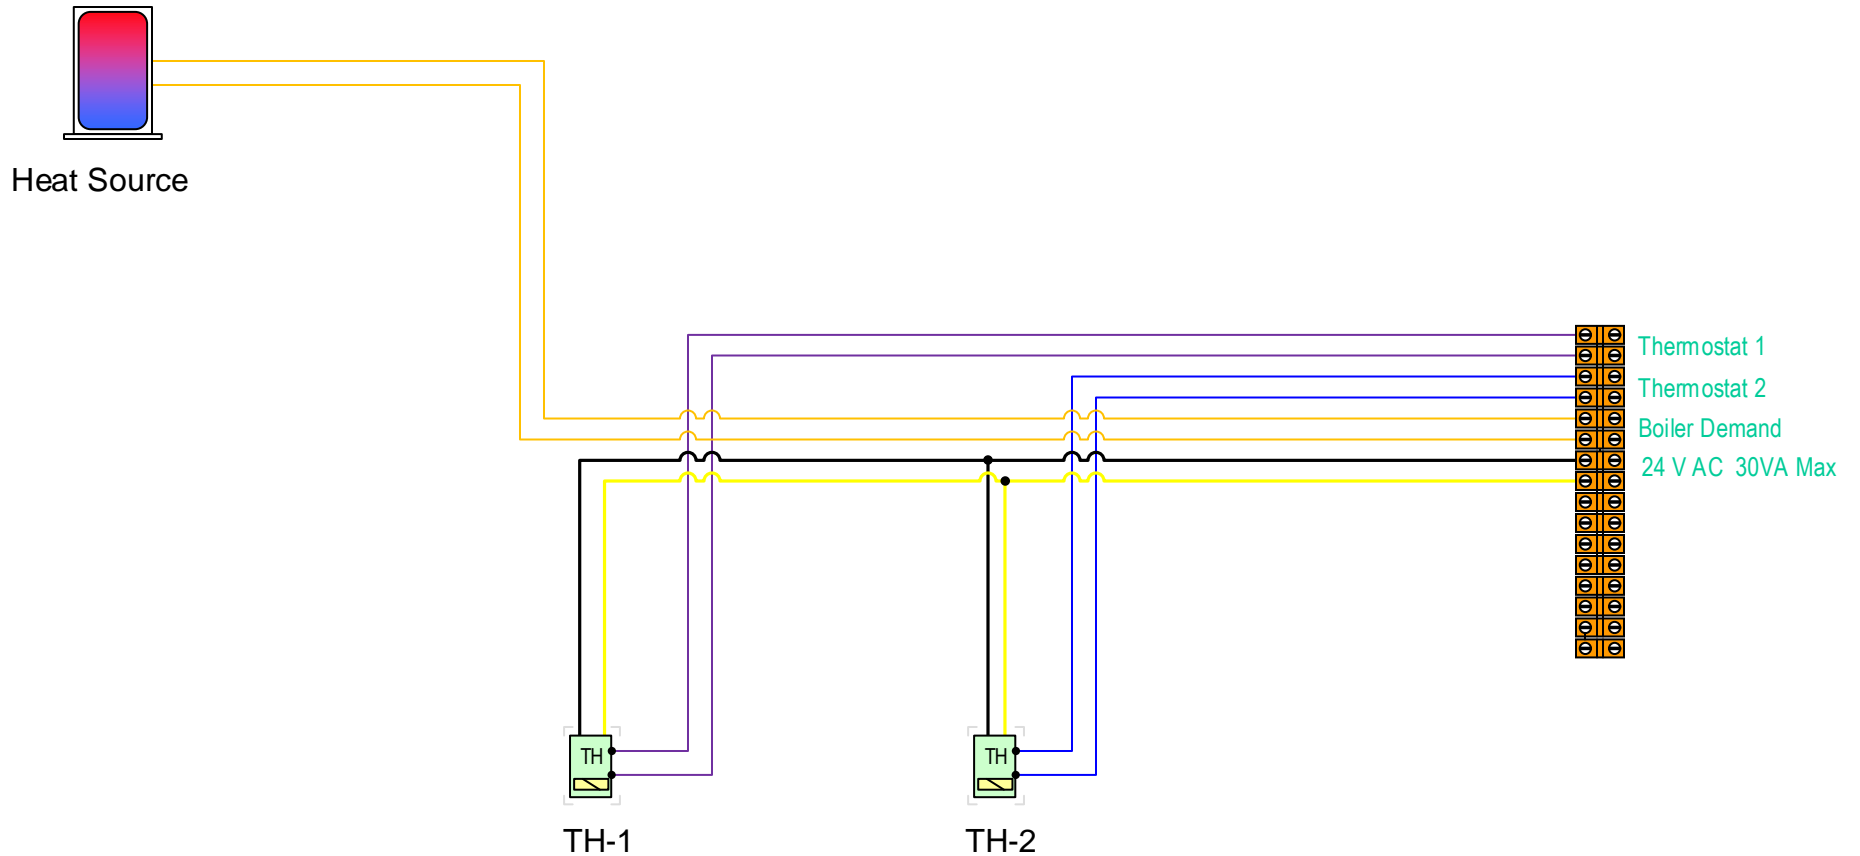 Heat Source
Thermostat 1
Thermostat 2
Boiler Demand
24 V AC 30VA Max
TH
TH
TH-1
TH-2